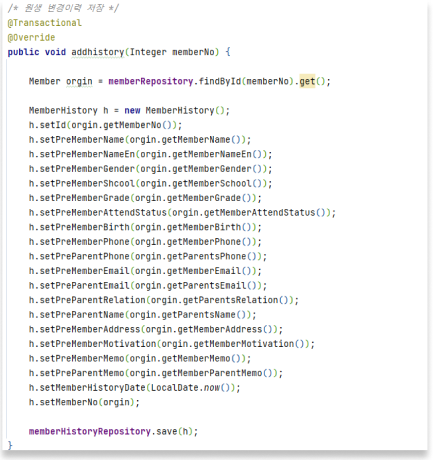 /* 원생 변경이력 저장 */
@Transactional
@Override
public void addhistory(Integer memberNo) {
Member orgin = memberRepository.findById(memberNo).get();
MemberHistory h = new MemberHistory();
h.setId(orgin.getMemberNo());
h.setPreMemberName(orgin.getMemberName());
h.setPreMemberNameEn(orgin.getMemberNameEn());
h.setPreMemberGender(orgin.getMemberGender());
h.setPreMemberShcool(orgin.getMemberSchool());
h.setPreMemberGrade(orgin.getMemberGrade());
h.setPreMemberAttendStatus(orgin.getMemberAttendStatus());
h.setPreMemberBirth(orgin.getMemberBirth());
h.setPreMemberPhone(orgin.getMemberPhone());
h.setPreParentPhone(orgin.getParentsPhone());
h.setPreMemberEmail(orgin.getMemberEmail());
h.setPreParentEmail(orgin.getParentsEmail());
h.setPreParentRelation(orgin.getParentsRelation());
h.setPreParentName(orgin.getParentsName());
h.setPreMemberAddress(orgin.getMemberAddress());
h.setPreMemberMotivation(orgin.getMemberMotivation());
h.setPreMemberMemo(orgin.getMemberMemo());
h.setPreParentMemo(orgin.getMemberParentMemo());
h.setMemberHistoryDate(LocalDate.now());
h.setMemberNo(orgin);
memberHistoryRepository.save(h);
}